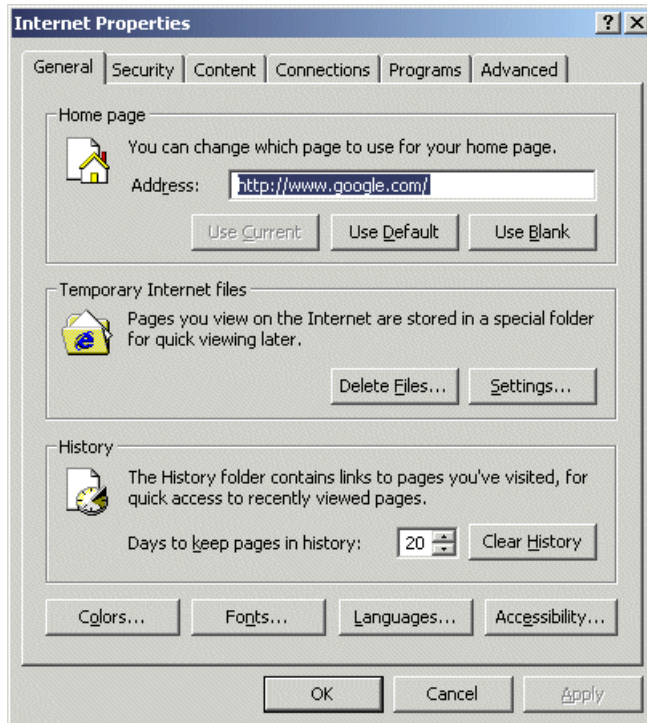 Internet Properties
General Security Content Connections Programs Advanced
Home page
You can change which page to use for your home page.
Address: http://www.google.com/
Use Current Use Default Use Blank
Temporary Internet files
Pages you view on the Internet are stored in a special folder
for quick viewing later.
Delete Files... Settings...
History
The History folder contains links to pages you've visited, for
quick access to recently viewed pages.
Days to keep pages in history: 20 Clear History
Colors... Fonts... Languages... Accessibility...
OK Cancel Apply